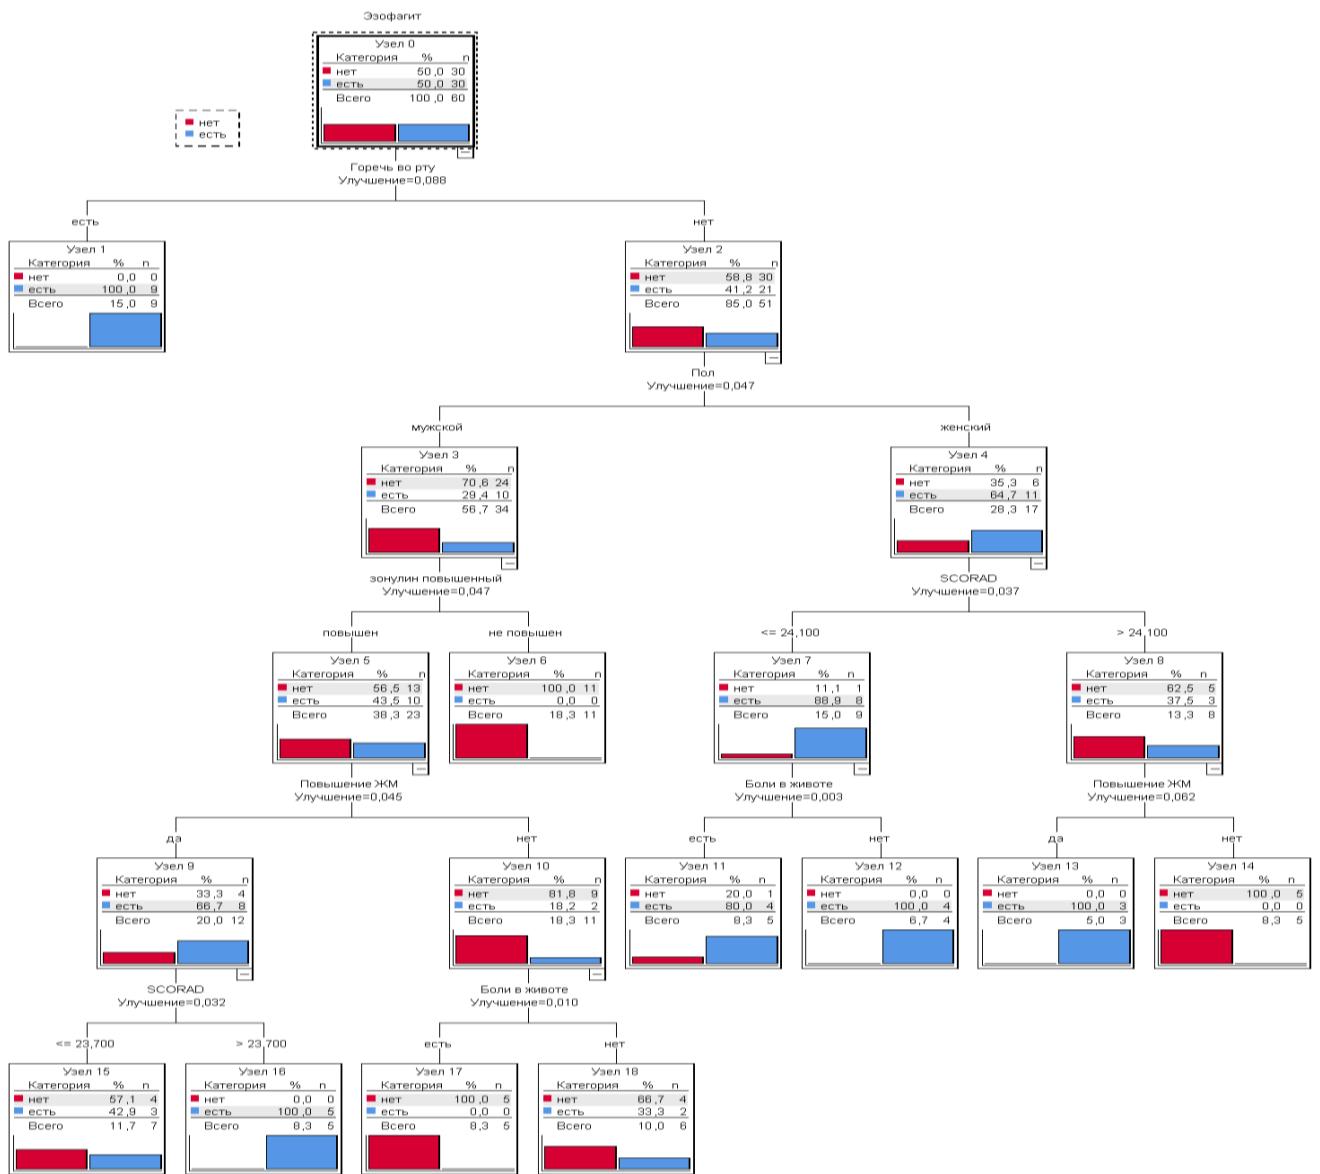 Эзофагит
Узел 0
Категория % n
нет 50,0 30
есть 50,0 30
Всего 100,0 60
нет
есть
Горечь во рту
Улучшение=0,088
есть
нет
Узел 1
Категория % n
нет 0,0 0
есть 100,0 9
Всего 15,0 9
Узел 2
Категория % n
нет 58,8 30
есть 41,2 21
Всего 85,0 51
Пол
Улучшение=0,047
мужской
женский
Узел 3
Категория % n
нет 70,6 24
есть 29,4 10
Всего 56,7 34
Узел 4
Категория % n
нет 35,3 6
есть 64,7 11
Всего 28,3 17
зонулин повышенный
Улучшение=0,047
SCORAD
Улучшение=0,037
повышен
не повышен
<= 24,100
> 24,100
Узел 5
Категория % n
нет 56,5 13
есть 43,5 10
Всего 38,3 23
Узел 6
Категория % n
нет 100,0 11
есть 0,0 0
Всего 18,3 11
Узел 7
Категория % n
нет 11,1 1
есть 88,9 8
Всего 15,0 9
Узел 8
Категория % n
нет 62,5 5
есть 37,5 3
Всего 13,3 8
Повышение ЖМ
Улучшение=0,045
Боли в животе
Улучшение=0,003
Повышение ЖМ
Улучшение=0,062
да
нет
есть
нет
да
нет
Узел 9
Категория % n
нет 33,3 4
есть 66,7 8
Всего 20,0 12
Узел 10
Категория % n
нет 81,8 9
есть 18,2 2
Всего 18,3 11
Узел 11
Категория % n
нет 20,0 1
есть 80,0 4
Всего 8,3 5
Узел 12
Категория % n
нет 0,0 0
есть 100,0 4
Всего 6,7 4
Узел 13
Категория % n
нет 0,0 0
есть 100,0 3
Всего 5,0 3
Узел 14
Категория % n
нет 100,0 5
есть 0,0 0
Всего 8,3 5
SCORAD
Улучшение=0,032
Боли в животе
Улучшение=0,010
<= 23,700
> 23,700
есть
нет
Узел 15
Категория % n
нет 57,1 4
есть 42,9 3
Всего 11,7 7
Узел 16
Категория % n
нет 0,0 0
есть 100,0 5
Всего 8,3 5
Узел 17
Категория % n
нет 100,0 5
есть 0,0 0
Всего 8,3 5
Узел 18
Категория % n
нет 66,7 4
есть 33,3 2
Всего 10,0 6